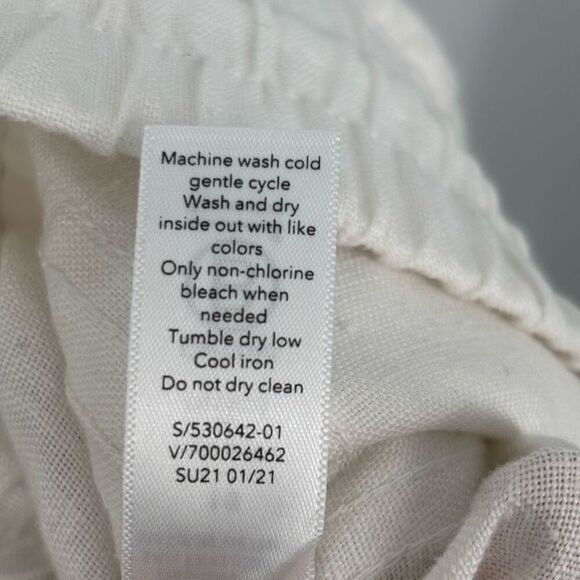 Machine wash cold
gentle cycle
Wash and dry
inside out with like
colors
Only non-chlorine
bleach when
needed
Tumble dry low
Cool iron
Do not dry clean
S/530642-01
V/700026462
SU21 01/21